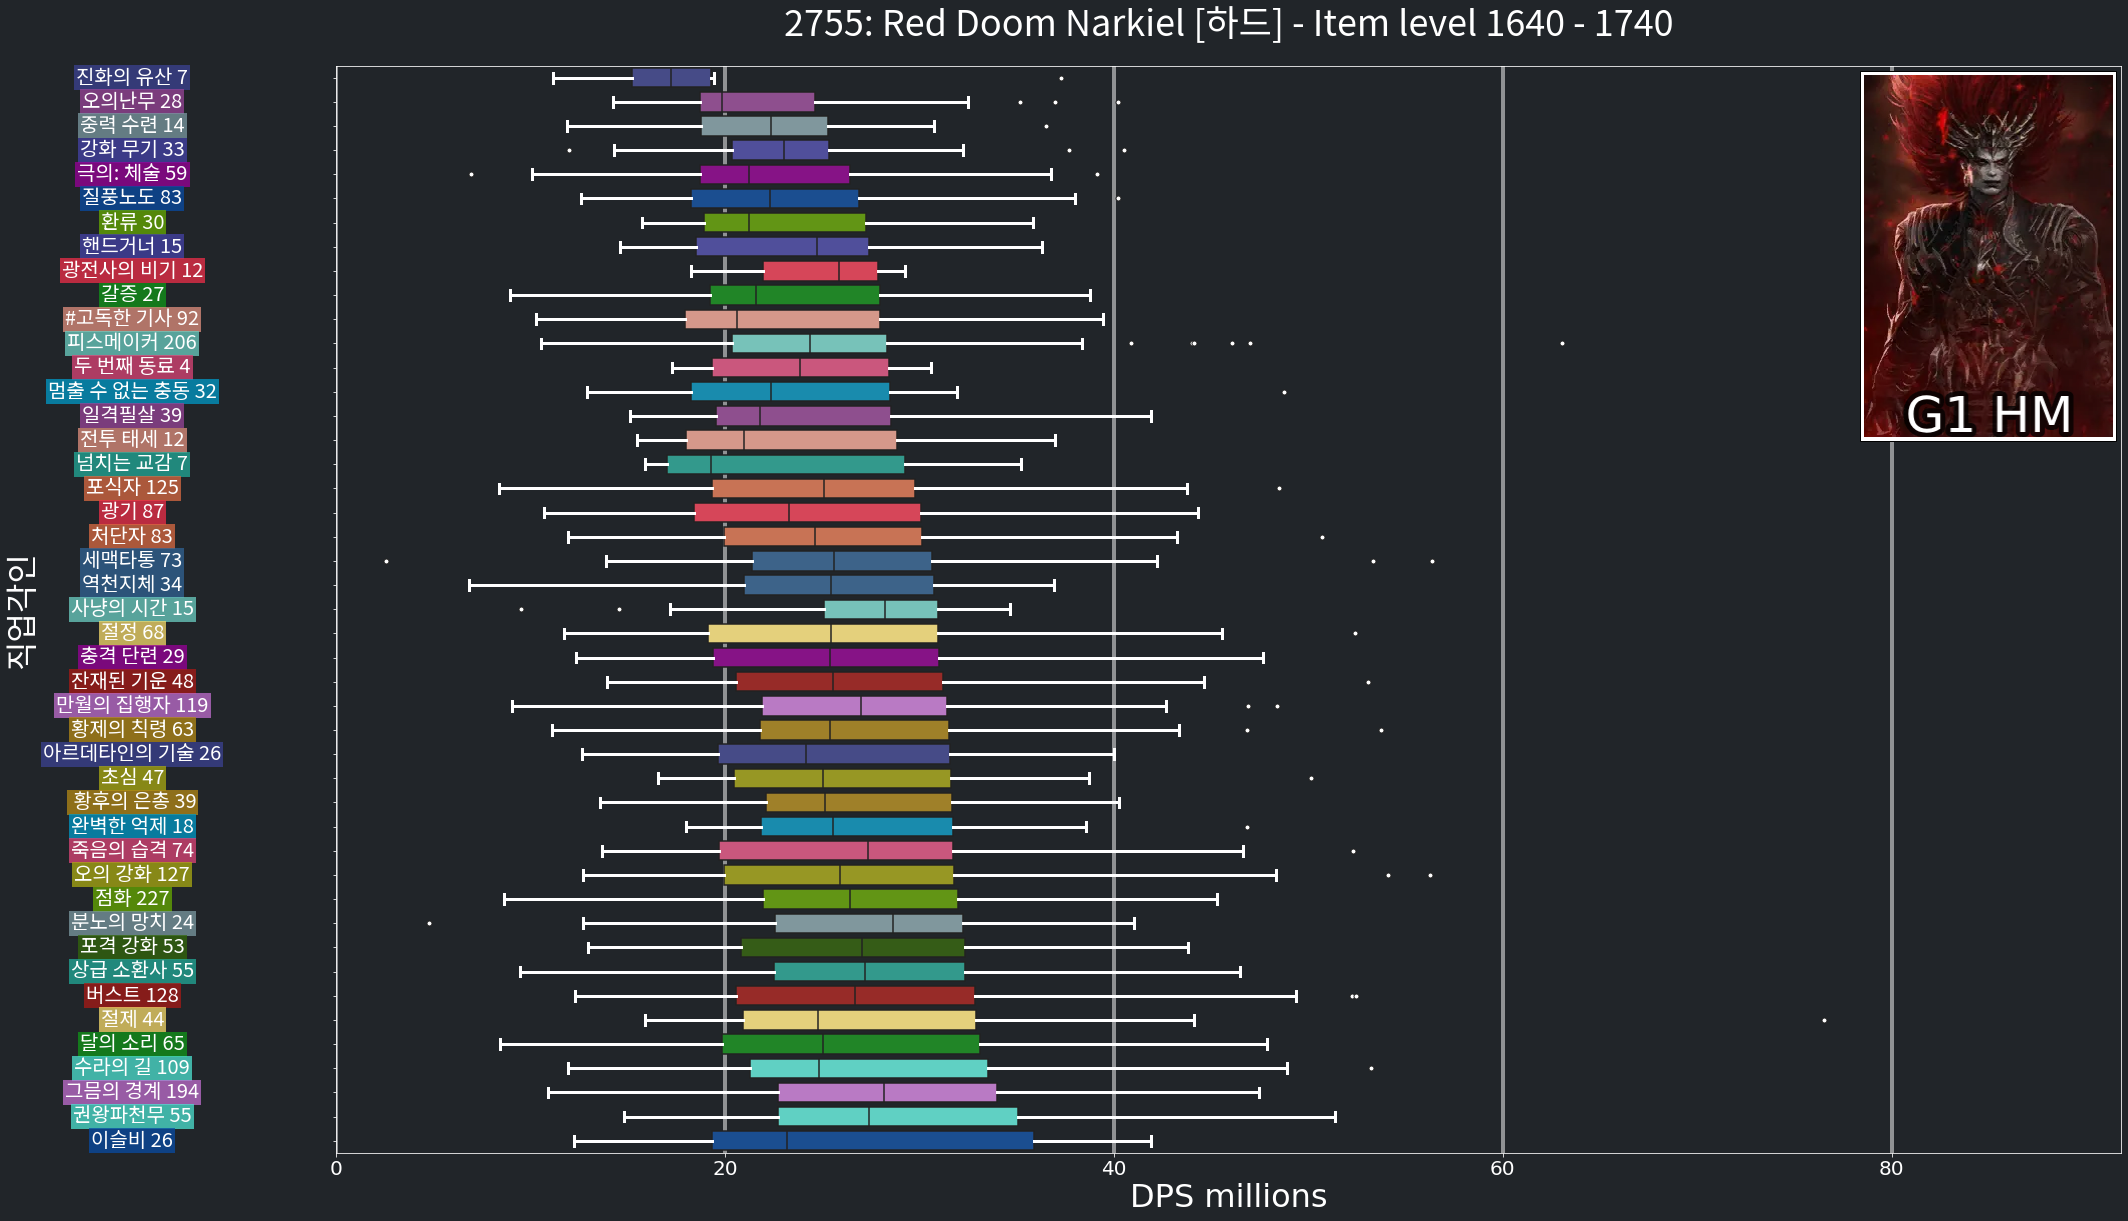 2755: Red Doom Narkiel [하드] - Item level 1640 - 1740
진화의 유산 7
오의난무 28
중력 수련 14
강화 무기 33
극의: 체술 59
질풍노도 83
환류 30
핸드거너 15
광전사의 비기 12
갈증 27
#고독한 기사 92
피스메이커 206
두 번째 동료 4
멈출 수 없는 충동 32
일격필살 39
전투 태세 12
넘치는 교감 7
포식자 125
광기 87
처단자 83
세맥타통 73
역천지체 34
사냥의 시간 15
절정 68
충격 단련 29
잔재된 기운 48
만월의 집행자 119
황제의 칙령 63
아르데타인의 기술 26
초심 47
황후의 은총 39
완벽한 억제 18
죽음의 습격 74
오의 강화 127
점화 227
분노의 망치 24
포격 강화 53
상급 소환사 55
버스트 128
절제 44
달의 소리 65
수라의 길 109
그믐의 경계 194
권왕파천무 55
이슬비 26
직업각인
G1 HM
0 20 40 60 80
DPS millions